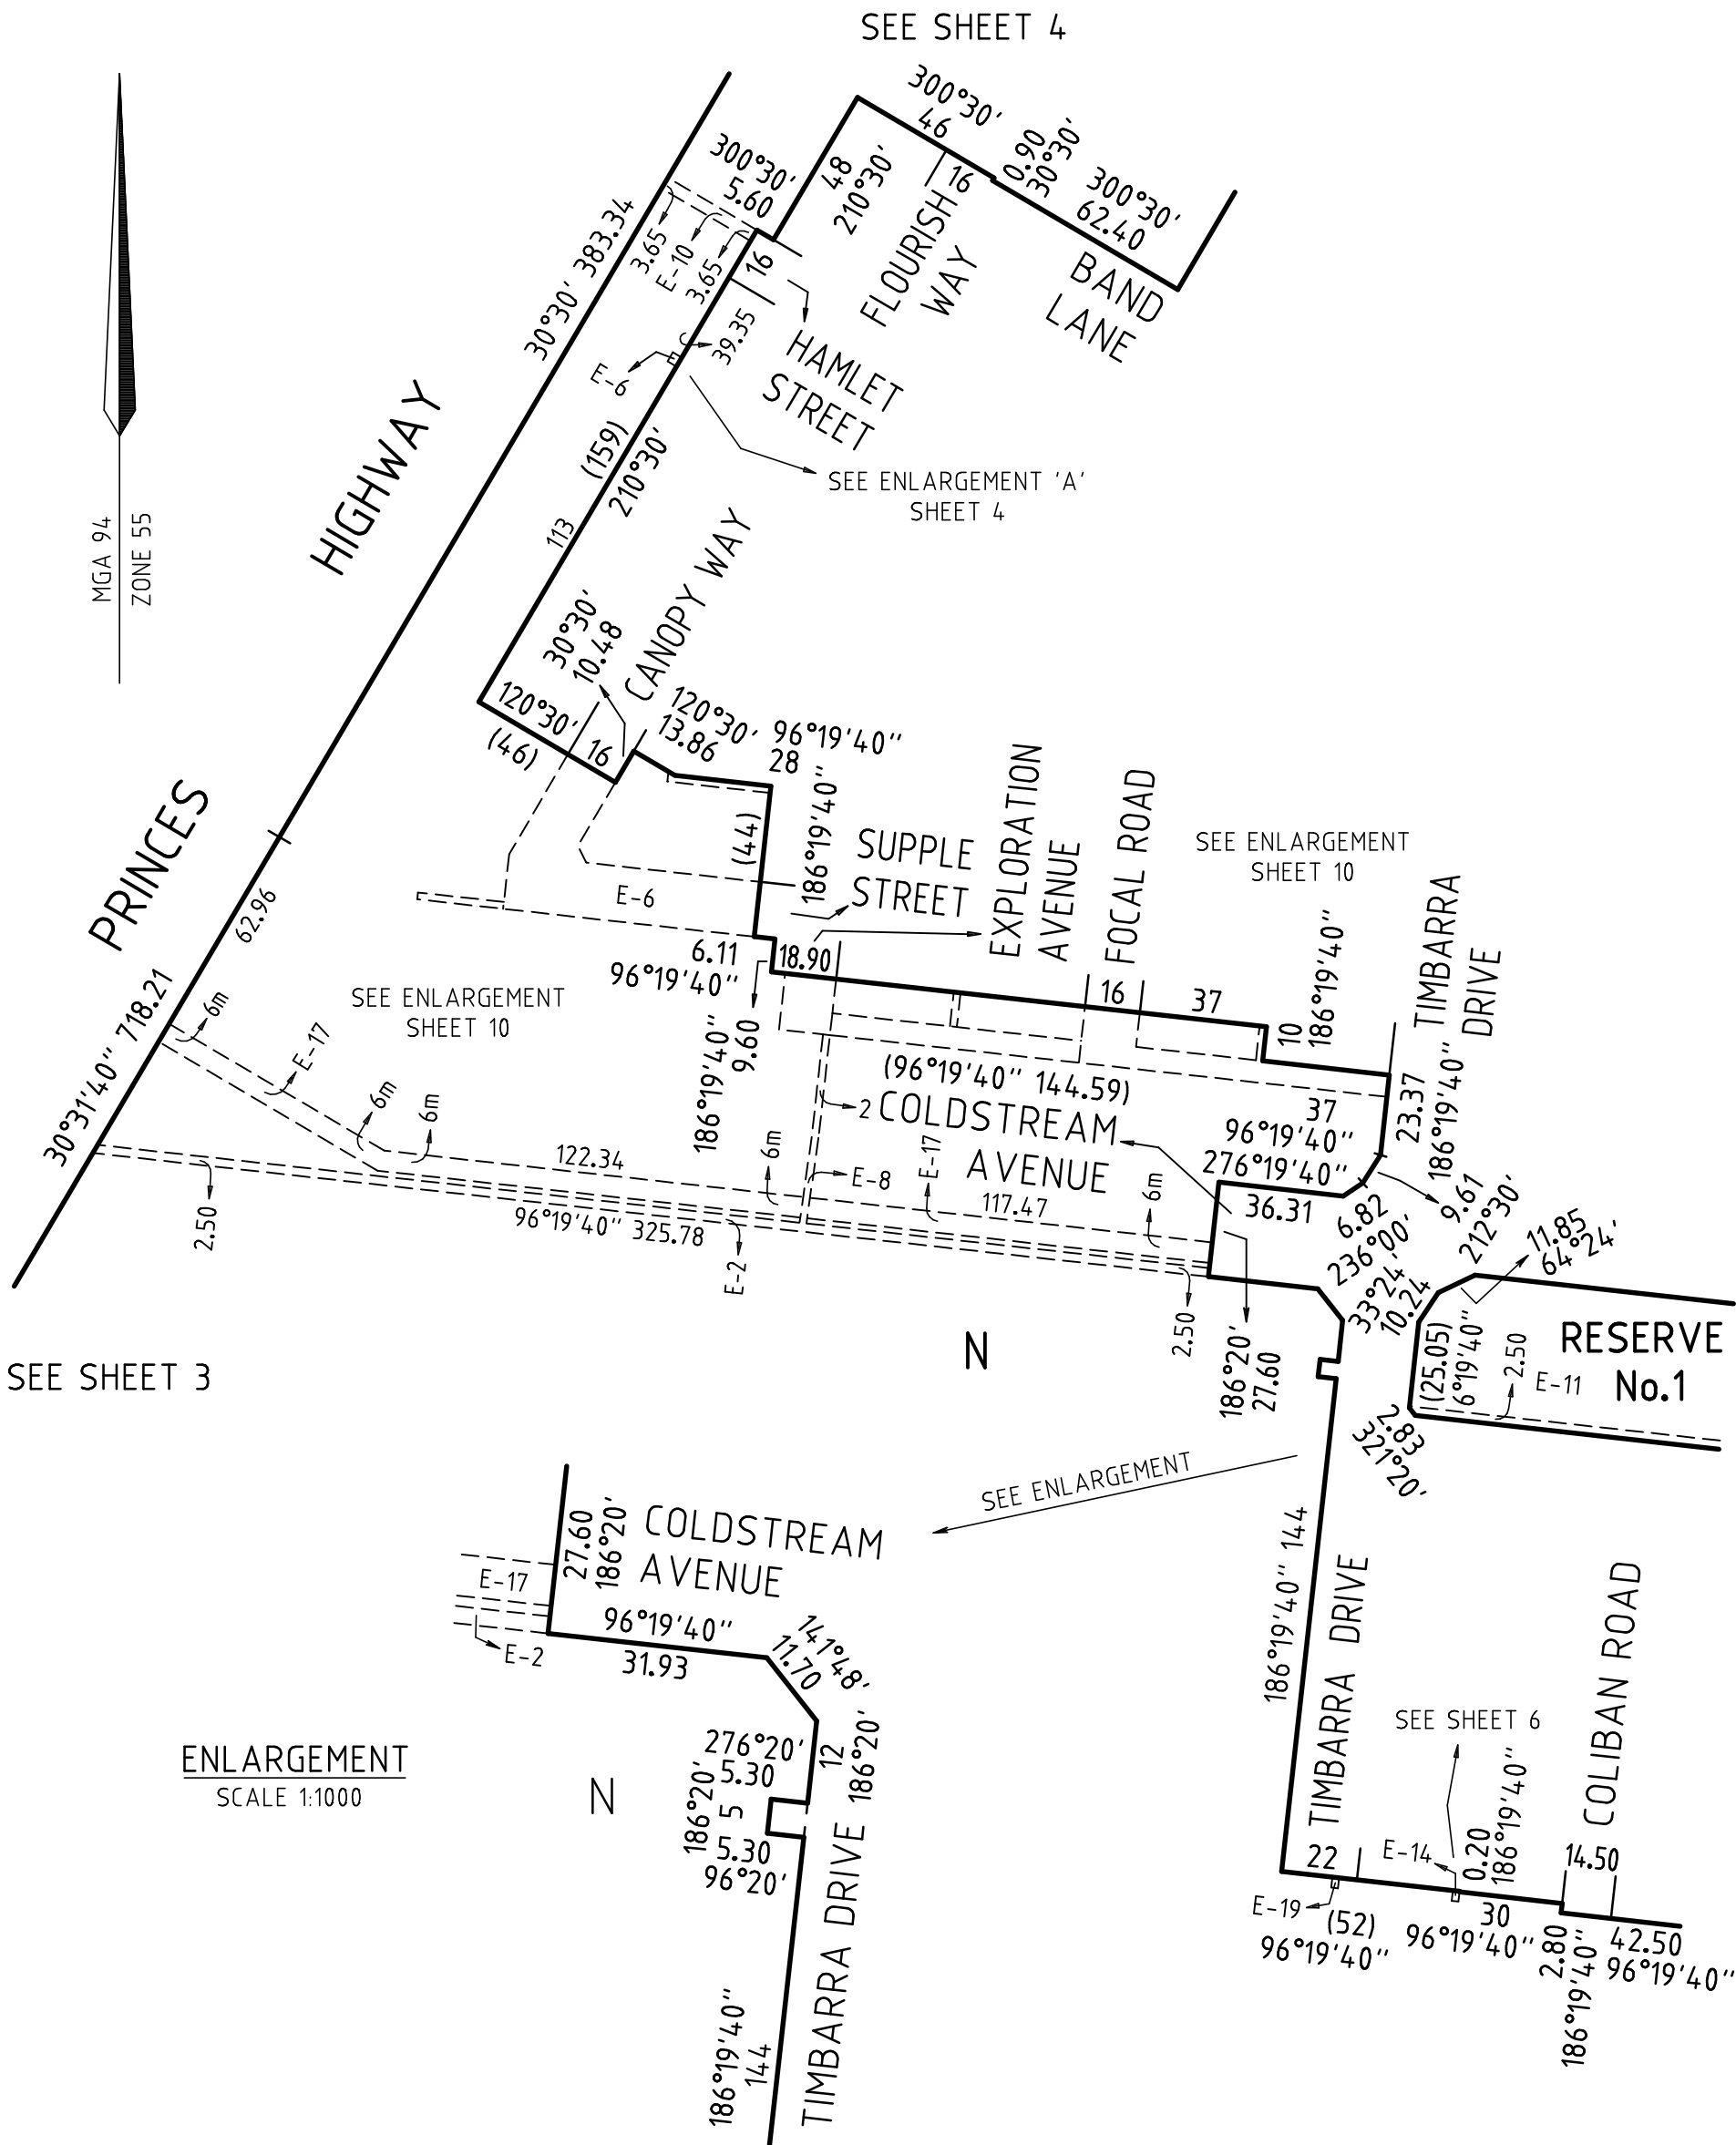 SEE SHEET 4
300°30'
46
0.90
30°30'
300°30'
62.40
300°30'
5.60
48
210°30'
16
FLOURISH
WAY
BAND
LANE
30°30' 383.34
3.65
E-10
3.65
16
39.35
E-6
HAMLET
STREET
SEE ENLARGEMENT 'A'
SHEET 4
(159)
210°30'
113
MGA 94
ZONE 55
PRINCES
HIGHWAY
30°30'
10.48
CANOPY WAY
120°30'
(46)
16
120°30'
13.86
96°19'40"
28
(44)
186°19'40"
SUPPLE
STREET
EXPLORATION
AVENUE
FOCAL ROAD
SEE ENLARGEMENT
SHEET 10
TIMBARRA
DRIVE
E-6
6.11
96°19'40"
18.90
16
37
10
186°19'40"
62.96
SEE ENLARGEMENT
SHEET 10
6m
E-17
6m
6m
30°31'40" 718.21
186°19'40"
9.60
(96°19'40" 144.59)
2
COLDSTREAM
AVENUE
37
96°19'40"
23.37
186°19'40"
276°19'40"
36.31
122.34
6m
E-8
E-17
117.47
6m
2.50
96°19'40" 325.78
E-2
2.50
186°20'
27.60
6.82
236°00'
9.61
212°30'
11.85
64°24'
33°24'
10.24
(25.05)
6°19'40"
2.50
E-11
RESERVE
No.1
2.83
321°20'
N
SEE SHEET 3
SEE ENLARGEMENT
27.60
186°20'
COLDSTREAM
AVENUE
E-17
E-2
96°19'40"
31.93
141°48'
11.70
276°20'
5.30
186°20'
5
5.30
96°20'
12
186°20'
TIMBARRA DRIVE
186°19'40"
144
ENLARGEMENT
SCALE 1:1000
N
186°19'40" 144
TIMBARRA DRIVE
COLIBAN ROAD
SEE SHEET 6
22
E-14
0.20
186°19'40"
14.50
E-19
(52)
96°19'40"
30
96°19'40"
2.80
186°19'40"
42.50
96°19'40"